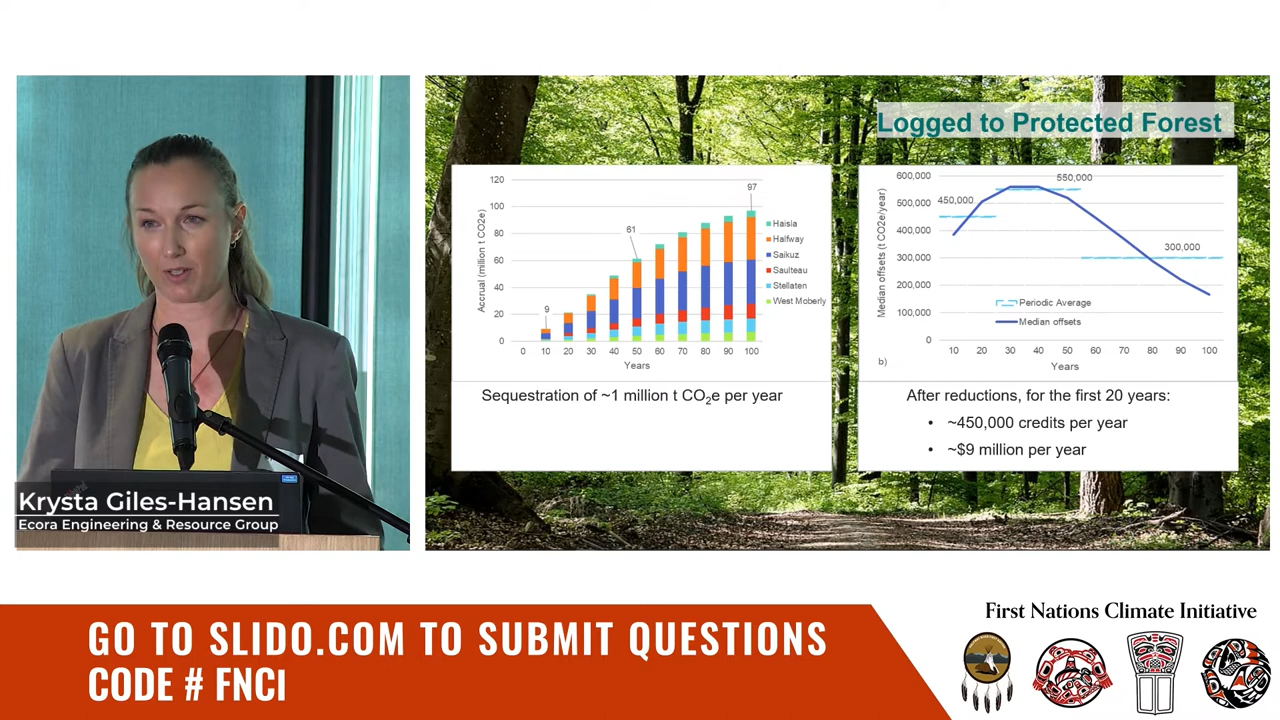 Logged to Protected Forest
120
100
80
60
40
20
0
Accrual (million t CO2e)
9
61
97
0 10 20 30 40 50 60 70 80 90 100
Years
Haisla
Halfway
Saikuz
Saulteau
Stellaten
West Moberly
Sequestration of ~1 million t CO₂e per year
600,000
500,000
400,000
300,000
200,000
100,000
0
Median offsets (t CO2e/year)
450,000
550,000
300,000
Periodic Average
Median offsets
b)
10 20 30 40 50 60 70 80 90 100
Years
After reductions, for the first 20 years:
• ~450,000 credits per year
• ~$9 million per year
Krysta Giles-Hansen
Ecora Engineering & Resource Group
GO TO SLIDO.COM TO SUBMIT QUESTIONS
CODE # FNCI
First Nations Climate Initiative